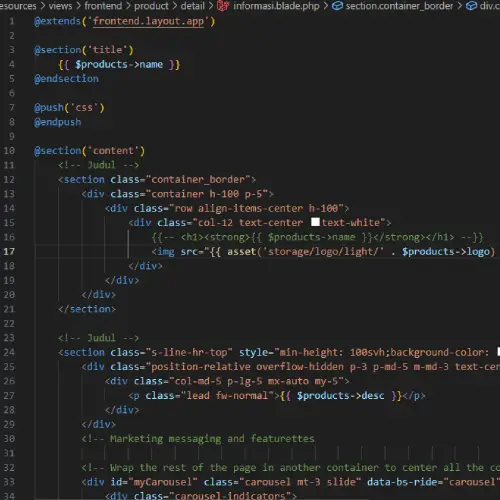 esources > views > frontend > product > detail > informasi.blade.php > section.container_border > div.c
1 @extends('frontend.layout.app')
2
3 @section('title')
4 {{ $products->name }}
5 @endsection
6
7 @push('css')
8 @endpush
9
10 @section('content')
11 <!-- Judul -->
12 <section class="container_border">
13 <div class="container h-100 p-5">
14 <div class="row align-items-center h-100">
15 <div class="col-12 text-center text-white">
16 {{-- <h1><strong>{{ $products->name }}</strong></h1> --}}
17 <img src="{{ asset('storage/logo/light/' . $products->logo)
18 </div>
19 </div>
20 </div>
21 </section>
22
23 <!-- Judul -->
24 <section class="s-line-hr-top" style="min-height: 100svh;background-color:
25 <div class="position-relative overflow-hidden p-3 p-md-5 m-md-3 text-cen
26 <div class="col-md-5 p-lg-5 mx-auto my-5">
27 <p class="lead fw-normal">{{ $products->desc }}</p>
28 </div>
29 </div>
30 <!-- Marketing messaging and featurettes
31
32 <!-- Wrap the rest of the page in another container to center all the co
33 <div id="myCarousel" class="carousel mt-3 slide" data-bs-ride="carousel"
34 <div class="carousel-indicators">